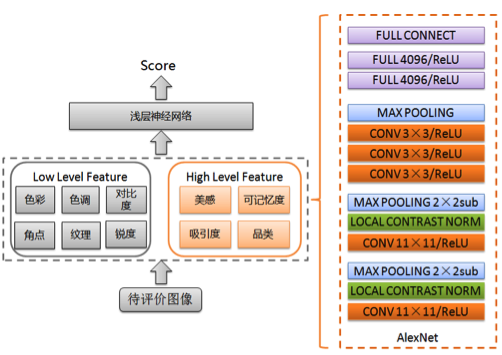 Score
浅层神经网络
Low Level Feature
色彩
色调
对比度
角点
纹理
锐度
High Level Feature
美感
可记忆度
吸引度
品类
待评价图像
FULL CONNECT
FULL 4096/ReLU
FULL 4096/ReLU
MAX POOLING
CONV 3×3/ReLU
CONV 3×3/ReLU
CONV 3×3/ReLU
MAX POOLING 2×2sub
LOCAL CONTRAST NORM
CONV 11×11/ReLU
MAX POOLING 2×2sub
LOCAL CONTRAST NORM
CONV 11×11/ReLU
AlexNet